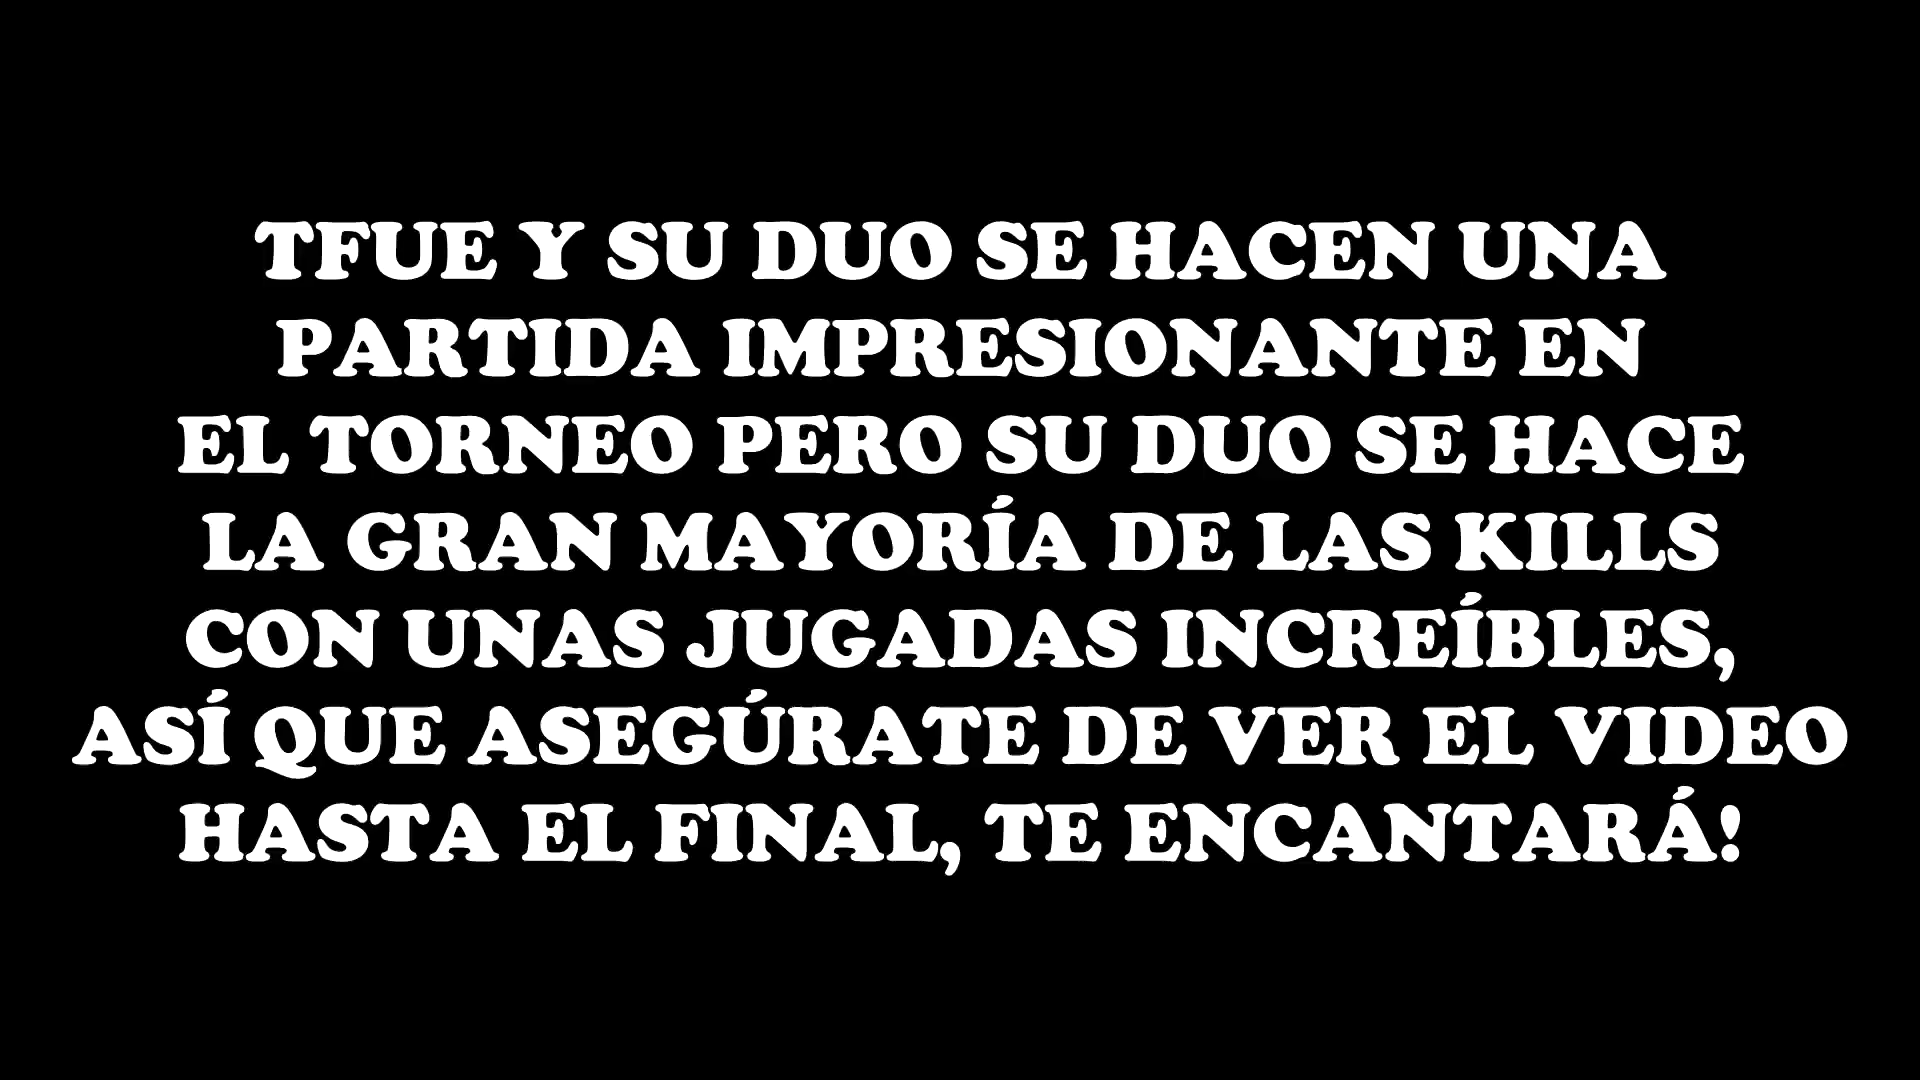 TFUE Y SU DUO SE HACEN UNA
PARTIDA IMPRESIONANTE EN
EL TORNEO PERO SU DUO SE HACE
LA GRAN MAYORÍA DE LAS KILLS
CON UNAS JUGADAS INCREÍBLES,
ASÍ QUE ASEGÚRATE DE VER EL VIDEO
HASTA EL FINAL, TE ENCANTARÁ!